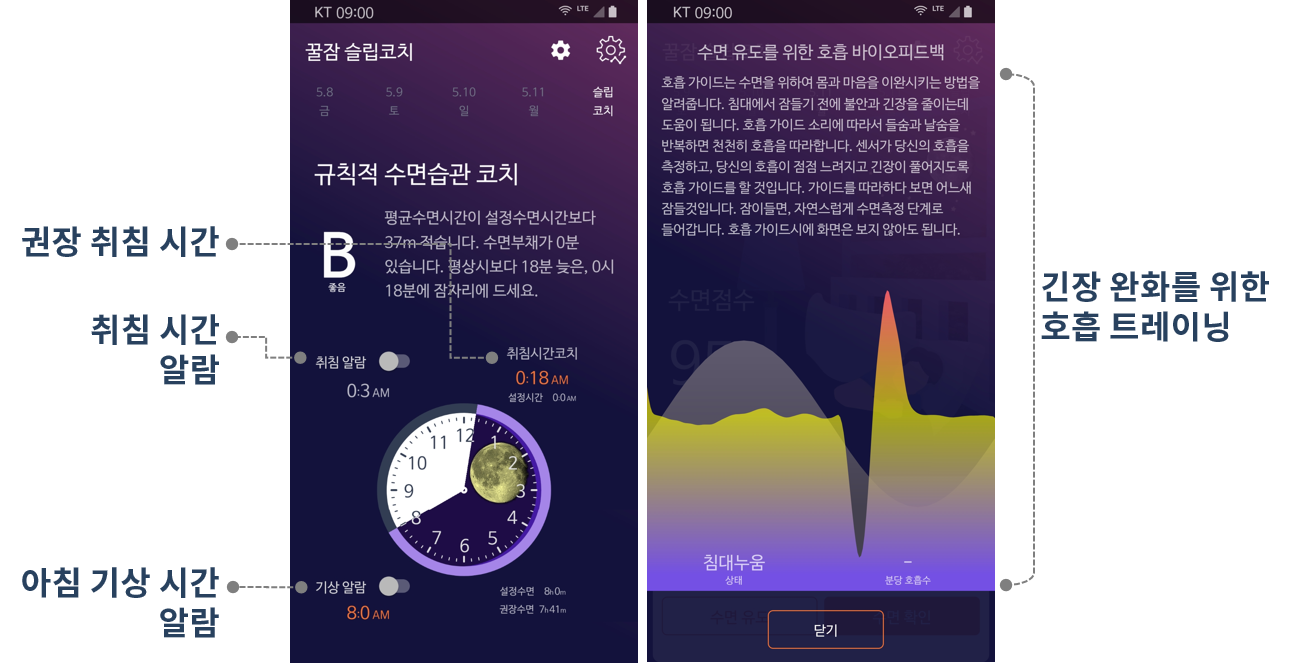 권장 취침 시간
취침 시간
알람
아침 기상 시간
알람
KT 09:00
LTE
꿀잠 슬립코치
5.8
금
5.9
토
5.10
일
5.11
월
슬립
코치
규칙적 수면습관 코치
B
좋음
평균수면시간이 설정수면시간보다
37m 적습니다. 수면부채가 0분
있습니다. 평상시보다 18분 늦은, 0시
18분에 잠자리에 드세요.
취침 알람
0:3 AM
취침시간코치
0:18 AM
설정시간 0:0 AM
12
1
2
3
4
5
6
7
8
9
10
11
기상 알람
8:0 AM
설정수면 8h0m
권장수면 7h41m
KT 09:00
LTE
수면 유도를 위한 호흡 바이오피드백
호흡 가이드는 수면을 위하여 몸과 마음을 이완시키는 방법을
알려줍니다. 침대에서 잠들기 전에 불안과 긴장을 줄이는데
도움이 됩니다. 호흡 가이드 소리에 따라서 들숨과 날숨을
반복하면 천천히 호흡을 따라합니다. 센서가 당신의 호흡을
측정하고, 당신의 호흡이 점점 느려지고 긴장이 풀어지도록
호흡 가이드를 할 것입니다. 가이드를 따라하다 보면 어느새
잠들것입니다. 잠이들면, 자연스럽게 수면측정 단계로
들어갑니다. 호흡 가이드시에 화면은 보지 않아도 됩니다.
수면점수
침대누움
상태
–
분당 호흡수
수면 유도
수면 확인
닫기
긴장 완화를 위한
호흡 트레이닝